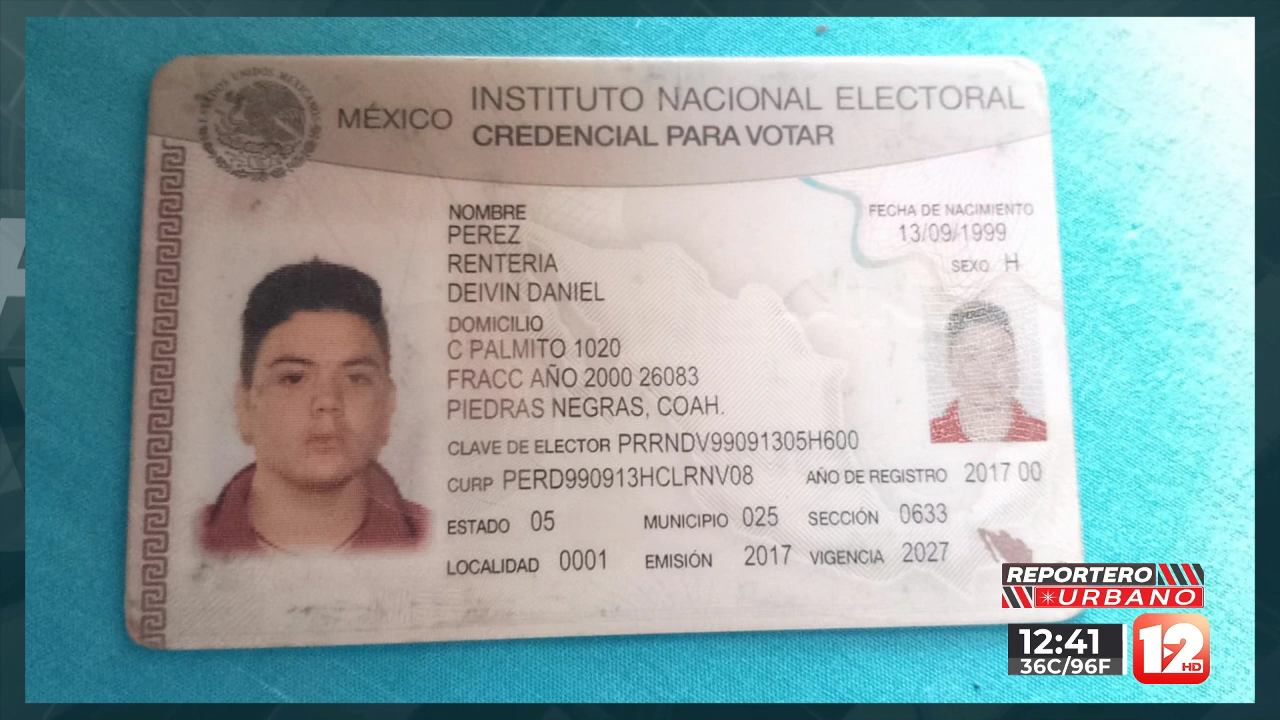 ESTADOS UNIDOS MEXICANOS
MÉXICO
INSTITUTO NACIONAL ELECTORAL
CREDENCIAL PARA VOTAR
NOMBRE
PEREZ
RENTERIA
DEIVIN DANIEL
FECHA DE NACIMIENTO
13/09/1999
SEXO H
DOMICILIO
C PALMITO 1020
FRACC AÑO 2000 26083
PIEDRAS NEGRAS, COAH.
CLAVE DE ELECTOR PRRNDV99091305H600
CURP PERD990913HCLRNV08
AÑO DE REGISTRO 2017 00
ESTADO 05
MUNICIPIO 025
SECCIÓN 0633
LOCALIDAD 0001
EMISIÓN 2017
VIGENCIA 2027
REPORTERO
URBANO
12:41
36C/96F
12
HD